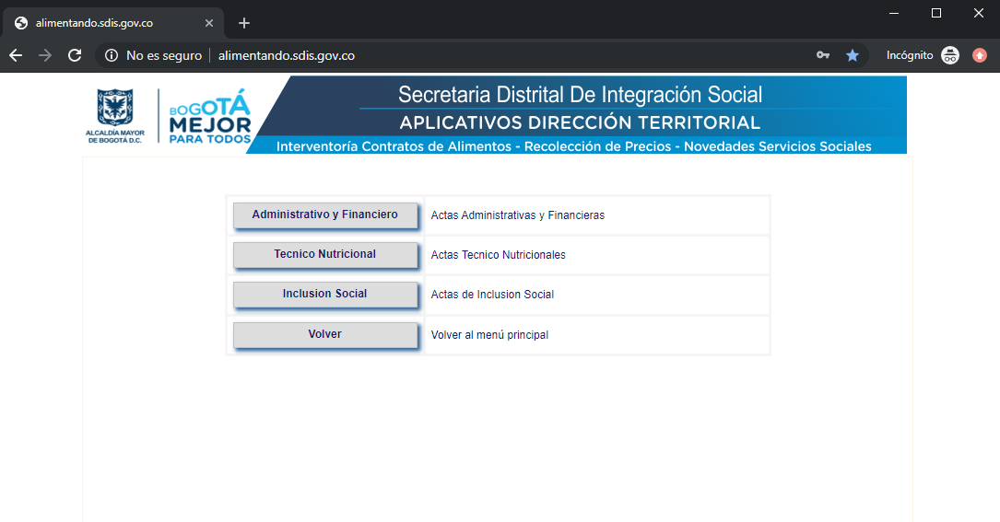 alimentando.sdis.gov.co
No es seguro
alimentando.sdis.gov.co
Incógnito
ALCALDÍA MAYOR
DE BOGOTÁ D.C.
BOGOTÁ
MEJOR
PARA TODOS
Secretaria Distrital De Integración Social
APLICATIVOS DIRECCIÓN TERRITORIAL
Interventoría Contratos de Alimentos - Recolección de Precios - Novedades Servicios Sociales
Administrativo y Financiero
Actas Administrativas y Financieras
Tecnico Nutricional
Actas Tecnico Nutricionales
Inclusion Social
Actas de Inclusion Social
Volver
Volver al menú principal